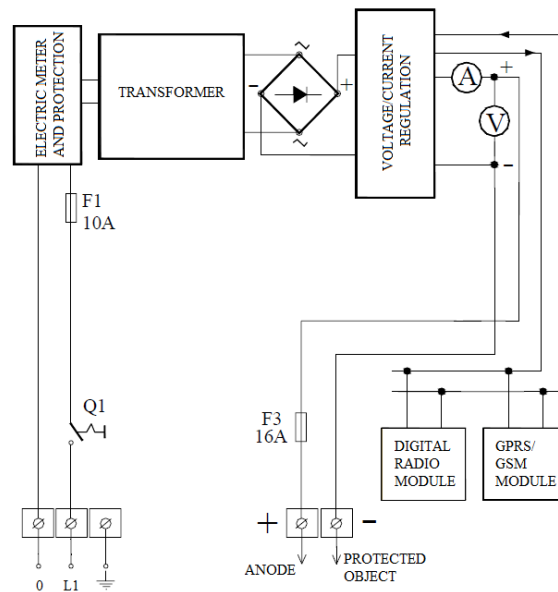 ELECTRIC METER
AND PROTECTION
TRANSFORMER
~
-
+
~
VOLTAGE/CURRENT
REGULATION
A
+
V
-
F1
10A
Q1
F3
16A
DIGITAL
RADIO
MODULE
GPRS/
GSM
MODULE
+
-
ANODE
PROTECTED
OBJECT
0
L1